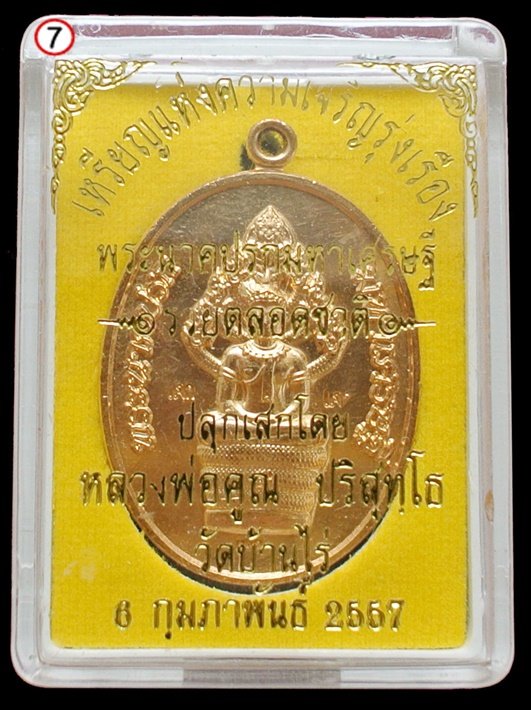 7
เหรียญแห่งความเจริญรุ่งเรือง
พระนาคปรกมหาเศรษฐี
รวยตลอดชาติ
ปลุกเสกโดย
หลวงพ่อคูณ ปริสุทฺโธ
วัดบ้านไร่
6 กุมภาพันธ์ 2557